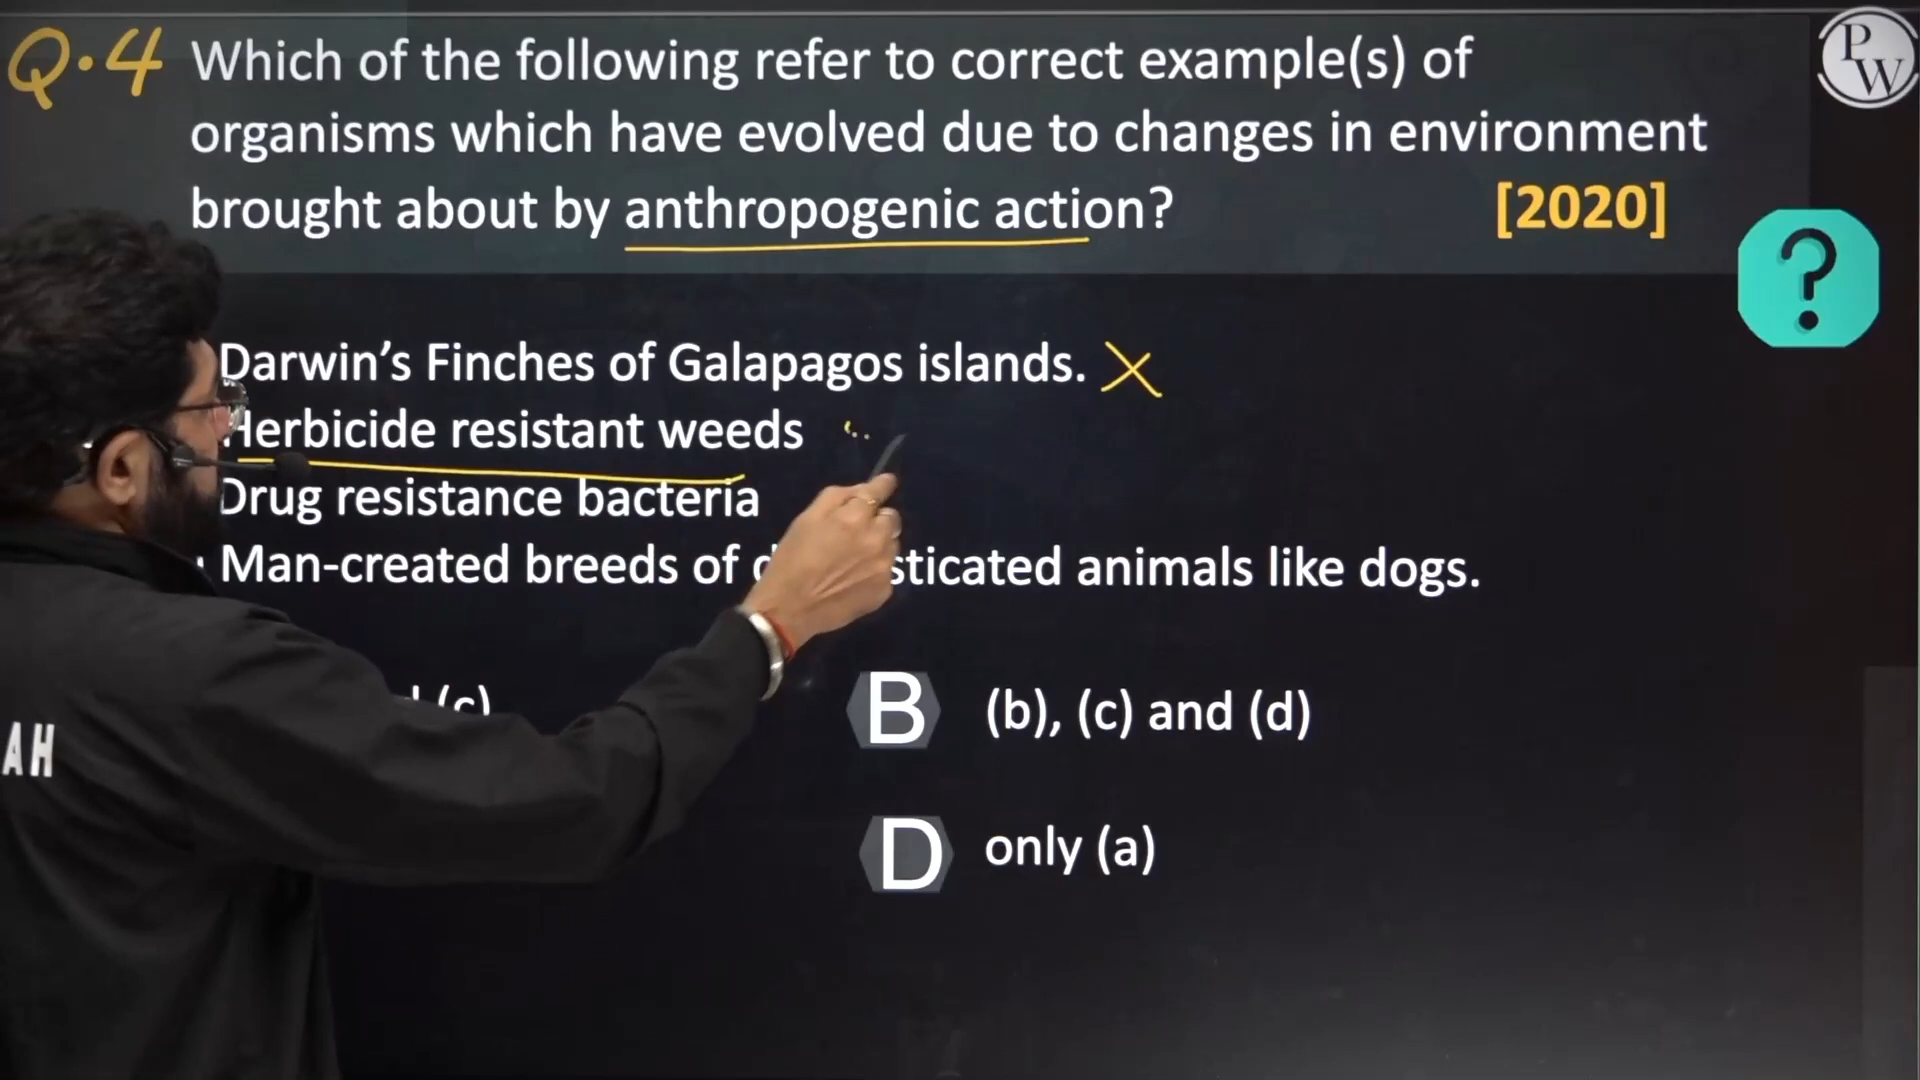 Q.4 Which of the following refer to correct example(s) of
organisms which have evolved due to changes in environment
brought about by anthropogenic action? [2020]
PW
?
Darwin’s Finches of Galapagos islands. X
Herbicide resistant weeds
Drug resistance bacteria
Man-created breeds of animals like dogs.
(c)
B (b), (c) and (d)
D only (a)
AH